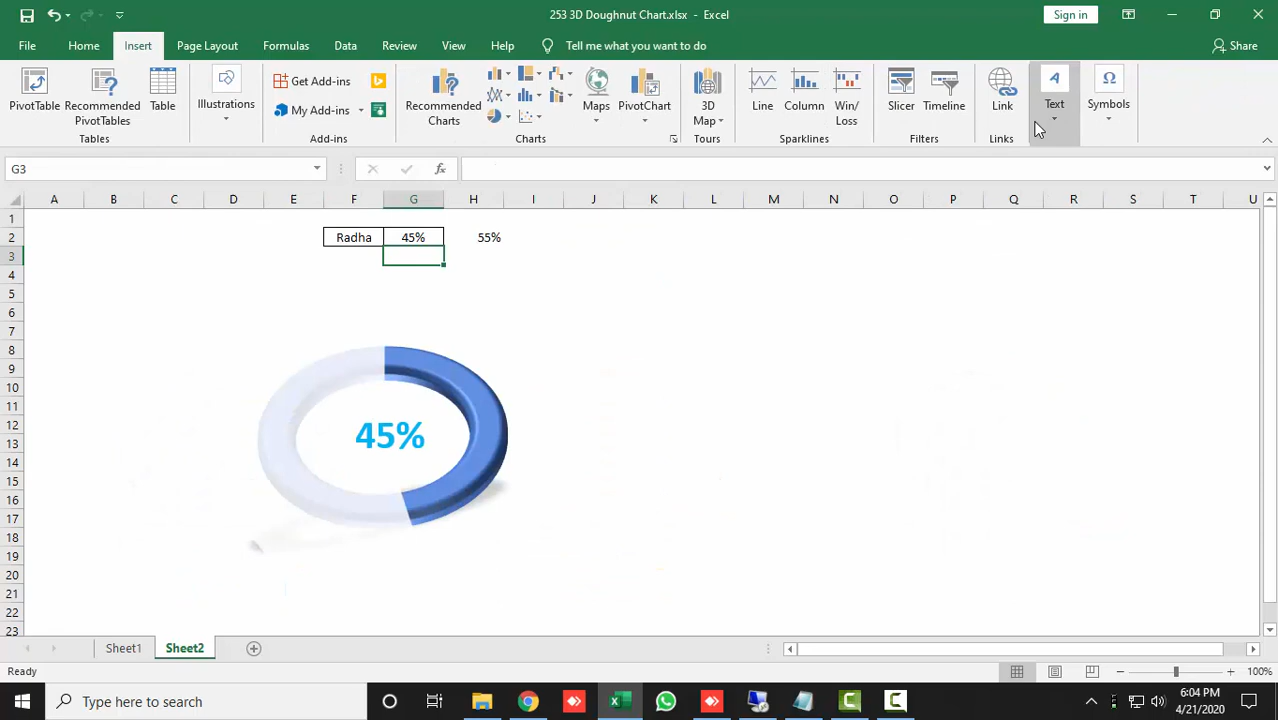 253 3D Doughnut Chart.xlsx - Excel
Sign in
File Home Insert Page Layout Formulas Data Review View Help Tell me what you want to do Share
PivotTable Recommended PivotTables Table
Tables
Illustrations
Get Add-ins
My Add-ins
Add-ins
Recommended Charts
Maps PivotChart
Charts
3D Map
Tours
Line Column Win/Loss
Sparklines
Slicer Timeline
Filters
Link
Links
Text
Symbols
G3
fx
A B C D E F G H I J K L M N O P Q R S T U
1
2 Radha 45% 55%
3
4
5
6
7
8
9
10
11
12
13
14
15
16
17
18
19
20
21
22
23
45%
Sheet1 Sheet2
Ready 100%
Type here to search
6:04 PM
4/21/2020